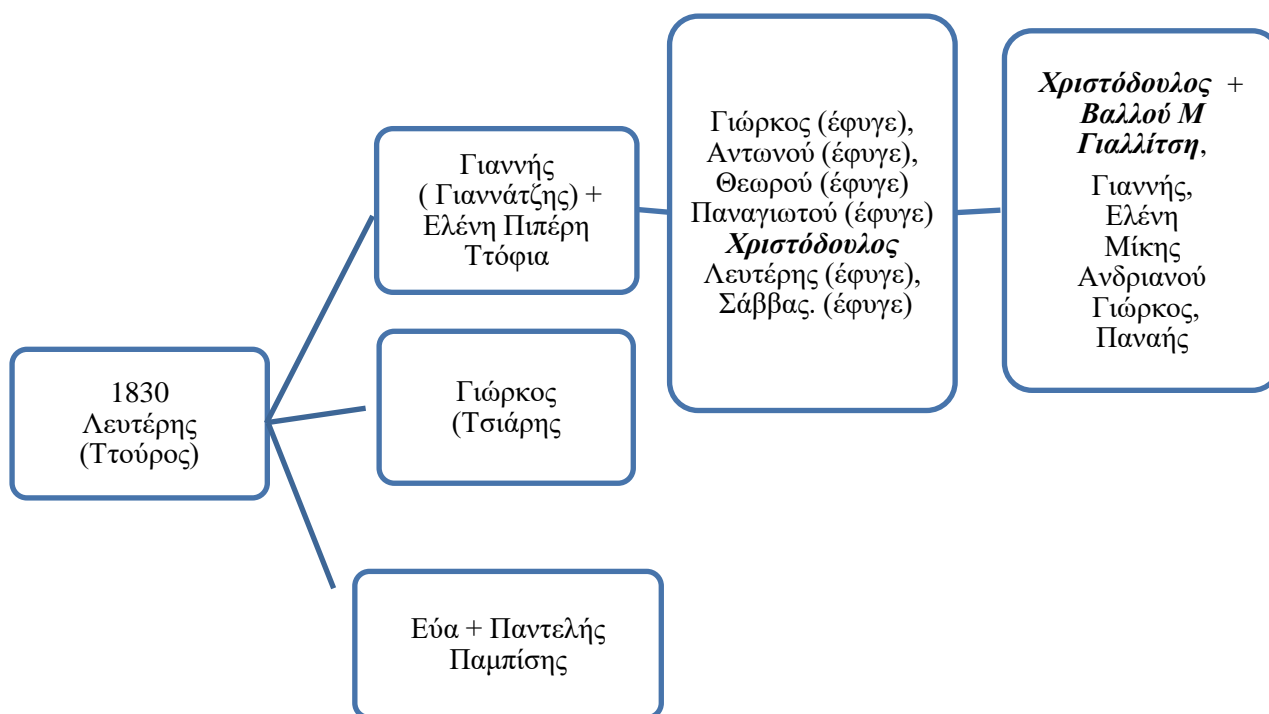 1830
Λευτέρης
(Ττούρος)
Γιαννής
( Γιαννάτζης) +
Ελένη Πιπέρη
Ττόφια
Γιώρκος
(Τσιάρης
Εύα + Παντελής
Παμπίσης
Γιώρκος (έφυγε),
Αντωνού (έφυγε),
Θεωρού (έφυγε)
Παναγιωτού (έφυγε)
Χριστόδουλος
Λευτέρης (έφυγε),
Σάββας. (έφυγε)
Χριστόδουλος +
Βαλλού Μ
Γιαλλίτση,
Γιαννής,
Ελένη
Μίκης
Ανδριανού
Γιώρκος,
Παναής